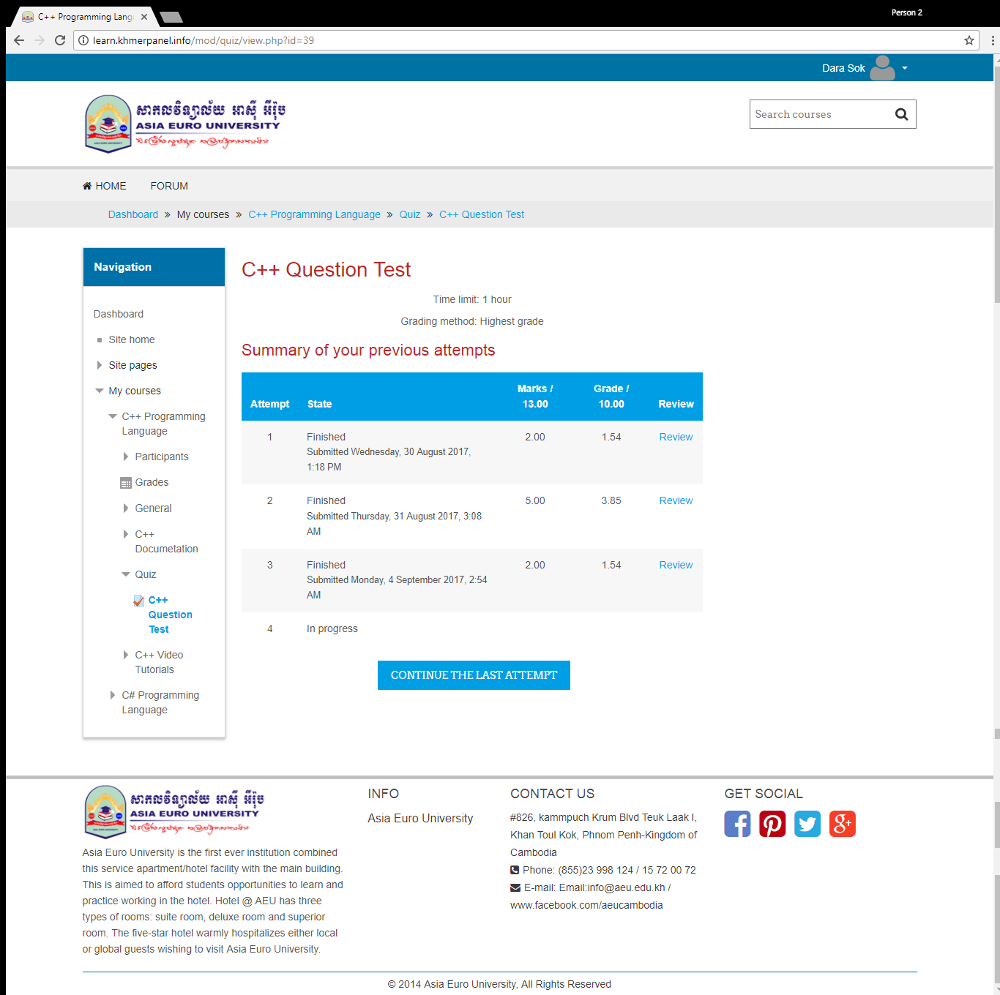 C++ Programming Lang
Person 2
learn.khmerpanel.info/mod/quiz/view.php?id=39
Dara Sok
សាកលវិទ្យាល័យ អាស៊ី អឺរ៉ុប
ASIA EURO UNIVERSITY
Search courses
HOME FORUM
Dashboard » My courses » C++ Programming Language » Quiz » C++ Question Test
Navigation
Dashboard
Site home
Site pages
My courses
C++ Programming
Language
Participants
Grades
General
C++
Documetation
Quiz
C++
Question
Test
C++ Video
Tutorials
C# Programming
Language
C++ Question Test
Time limit: 1 hour
Grading method: Highest grade
Summary of your previous attempts
Attempt State Marks / 13.00 Grade / 10.00 Review
1 Finished 2.00 1.54 Review
Submitted Wednesday, 30 August 2017,
1:18 PM
2 Finished 5.00 3.85 Review
Submitted Thursday, 31 August 2017, 3:08
AM
3 Finished 2.00 1.54 Review
Submitted Monday, 4 September 2017, 2:54
AM
4 In progress
CONTINUE THE LAST ATTEMPT
សាកលវិទ្យាល័យ អាស៊ី អឺរ៉ុប
ASIA EURO UNIVERSITY
Asia Euro University is the first ever institution combined
this service apartment/hotel facility with the main building.
This is aimed to afford students opportunities to learn and
practice working in the hotel. Hotel @ AEU has three
types of rooms: suite room, deluxe room and superior
room. The five-star hotel warmly hospitalizes either local
or global guests wishing to visit Asia Euro University.
INFO
Asia Euro University
CONTACT US
#826, kammpuch Krum Blvd Teuk Laak I,
Khan Toul Kok, Phnom Penh-Kingdom of
Cambodia
Phone: (855)23 998 124 / 15 72 00 72
E-mail: Email:info@aeu.edu.kh /
www.facebook.com/aeucambodia
GET SOCIAL
© 2014 Asia Euro University, All Rights Reserved